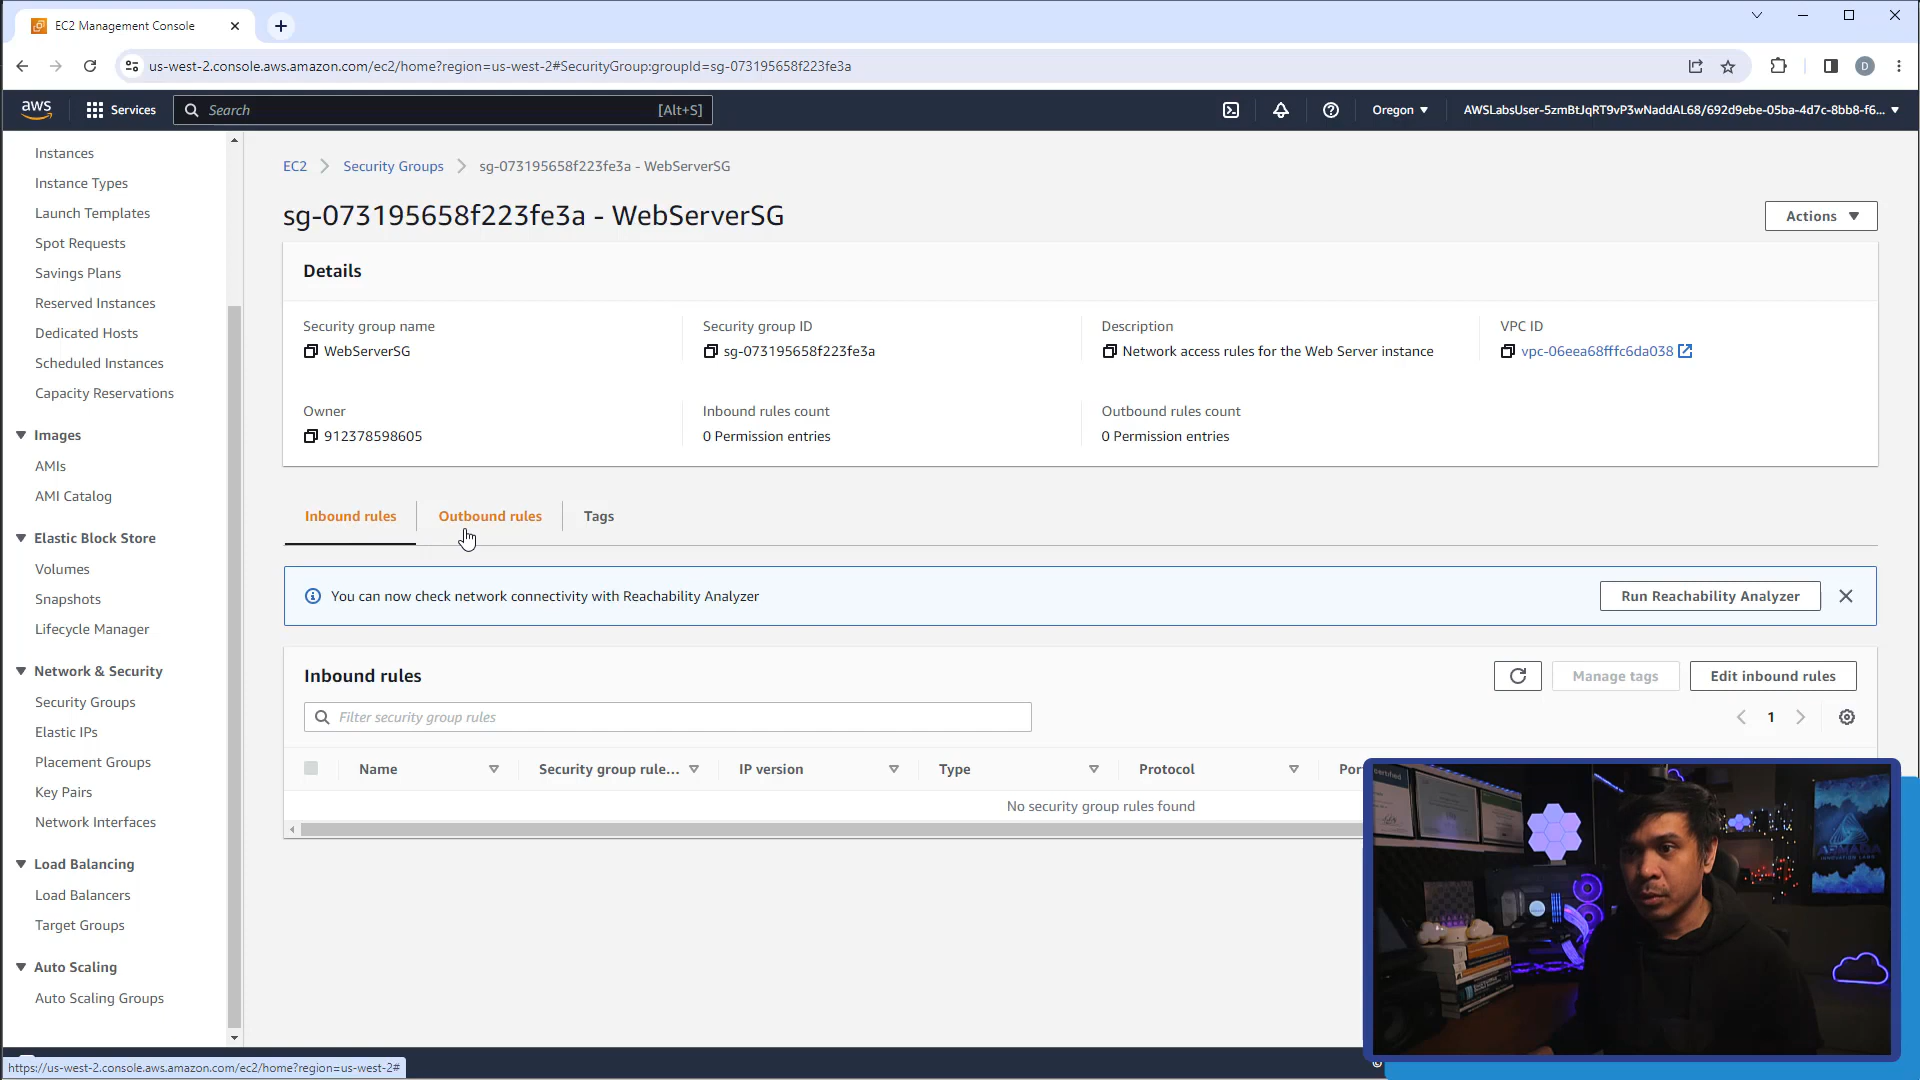 EC2 Management Console
us-west-2.console.aws.amazon.com/ec2/home?region=us-west-2#SecurityGroup:groupId=sg-073195658f223fe3a
D
aws
Services
Search
[Alt+S]
Oregon
AWSLabsUser-5zmBtJqRT9vP3wNaddAL68/692d9ebe-05ba-4d7c-8bb8-f6...
Instances
Instance Types
Launch Templates
Spot Requests
Savings Plans
Reserved Instances
Dedicated Hosts
Scheduled Instances
Capacity Reservations
Images
AMIs
AMI Catalog
Elastic Block Store
Volumes
Snapshots
Lifecycle Manager
Network & Security
Security Groups
Elastic IPs
Placement Groups
Key Pairs
Network Interfaces
Load Balancing
Load Balancers
Target Groups
Auto Scaling
Auto Scaling Groups
EC2
Security Groups
sg-073195658f223fe3a - WebServerSG
sg-073195658f223fe3a - WebServerSG
Actions
Details
Security group name
WebServerSG
Security group ID
sg-073195658f223fe3a
Description
Network access rules for the Web Server instance
VPC ID
vpc-06eea68fffc6da038
Owner
912378598605
Inbound rules count
0 Permission entries
Outbound rules count
0 Permission entries
Inbound rules
Outbound rules
Tags
You can now check network connectivity with Reachability Analyzer
Run Reachability Analyzer
Inbound rules
Manage tags
Edit inbound rules
Filter security group rules
1
Name
Security group rule...
IP version
Type
Protocol
Por
No security group rules found
https://us-west-2.console.aws.amazon.com/ec2/home?region=us-west-2#